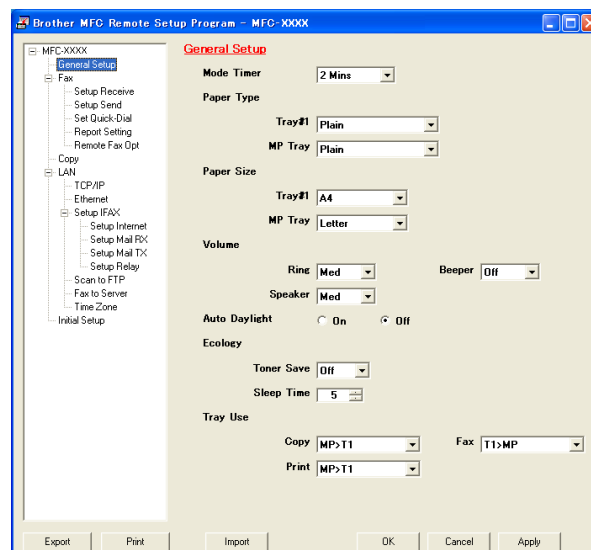 Brother MFC Remote Setup Program - MFC-XXXX
MFC-XXXX
General Setup
Fax
Setup Receive
Setup Send
Set Quick-Dial
Report Setting
Remote Fax Opt
Copy
LAN
TCP/IP
Ethernet
Setup IFAX
Setup Internet
Setup Mail RX
Setup Mail TX
Setup Relay
Scan to FTP
Fax to Server
Time Zone
Initial Setup
General Setup
Mode Timer 2 Mins
Paper Type
Tray#1 Plain
MP Tray Plain
Paper Size
Tray#1 A4
MP Tray Letter
Volume
Ring Med Beeper Off
Speaker Med
Auto Daylight On Off
Ecology
Toner Save Off
Sleep Time 5
Tray Use
Copy MP>T1 Fax T1>MP
Print MP>T1
Export Print Import OK Cancel Apply